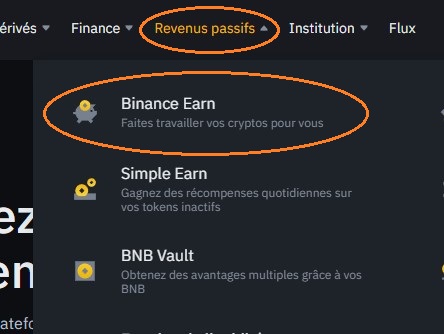 érivés Finance Revenus passifs Institution Flux
Binance Earn
Faites travailler vos cryptos pour vous
Simple Earn
Gagnez des récompenses quotidiennes sur
vos tokens inactifs
ez
BNB Vault
en
Obtenez des avantages multiples grâce à vos
BNB
atefo